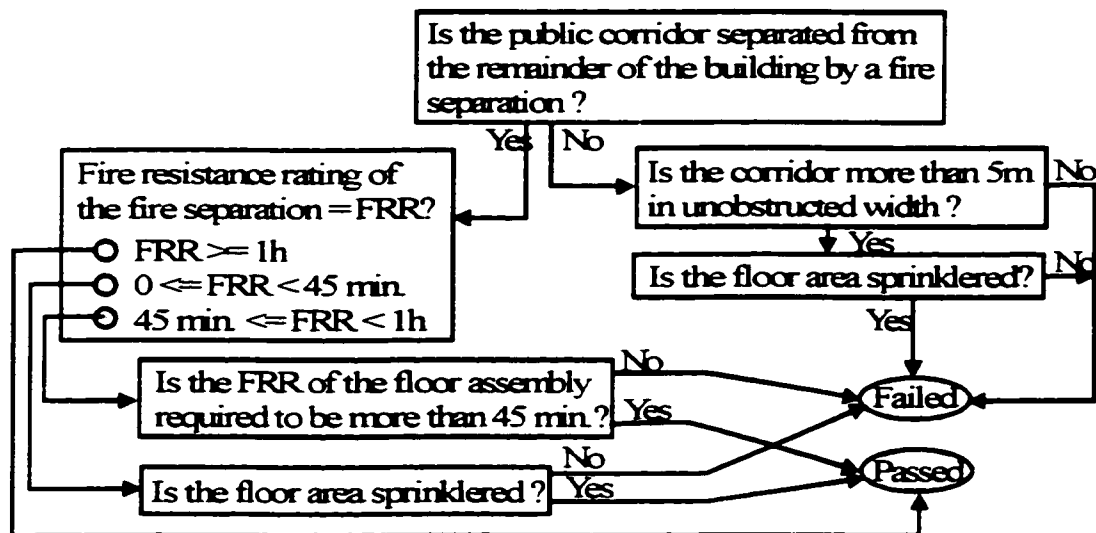 Is the public corridor separated from
the remainder of the building by a fire
separation ?
Yes
No
Fire resistance rating of
the fire separation = FRR?
FRR >= 1h
0 <= FRR < 45 min.
45 min. <= FRR < 1h
Is the corridor more than 5m
in unobstructed width ?
No
Yes
Is the floor area sprinklered?
No
Yes
Is the FRR of the floor assembly
required to be more than 45 min.?
No
Yes
Failed
Is the floor area sprinklered ?
No
Yes
Passed